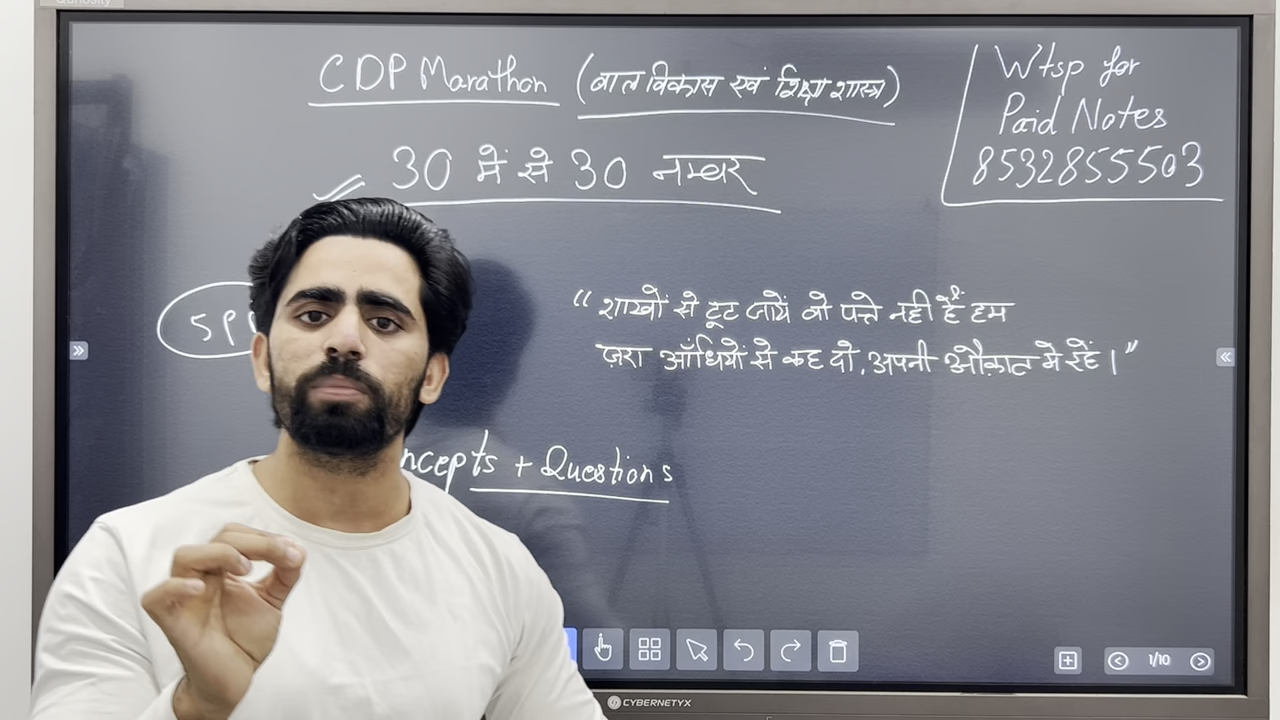 CDP Marathon (बाल विकास एवं शिक्षा शास्त्र)
30 में से 30 नम्बर
Wtsp for
Paid Notes
8532855503
5P
“शाखों से टूट जायें वो पत्ते नही हैं हम
ज़रा आँधियों से कह दो, अपनी औक़ात में रहें।”
ncepts + Questions
1/10
CYBERNETYX